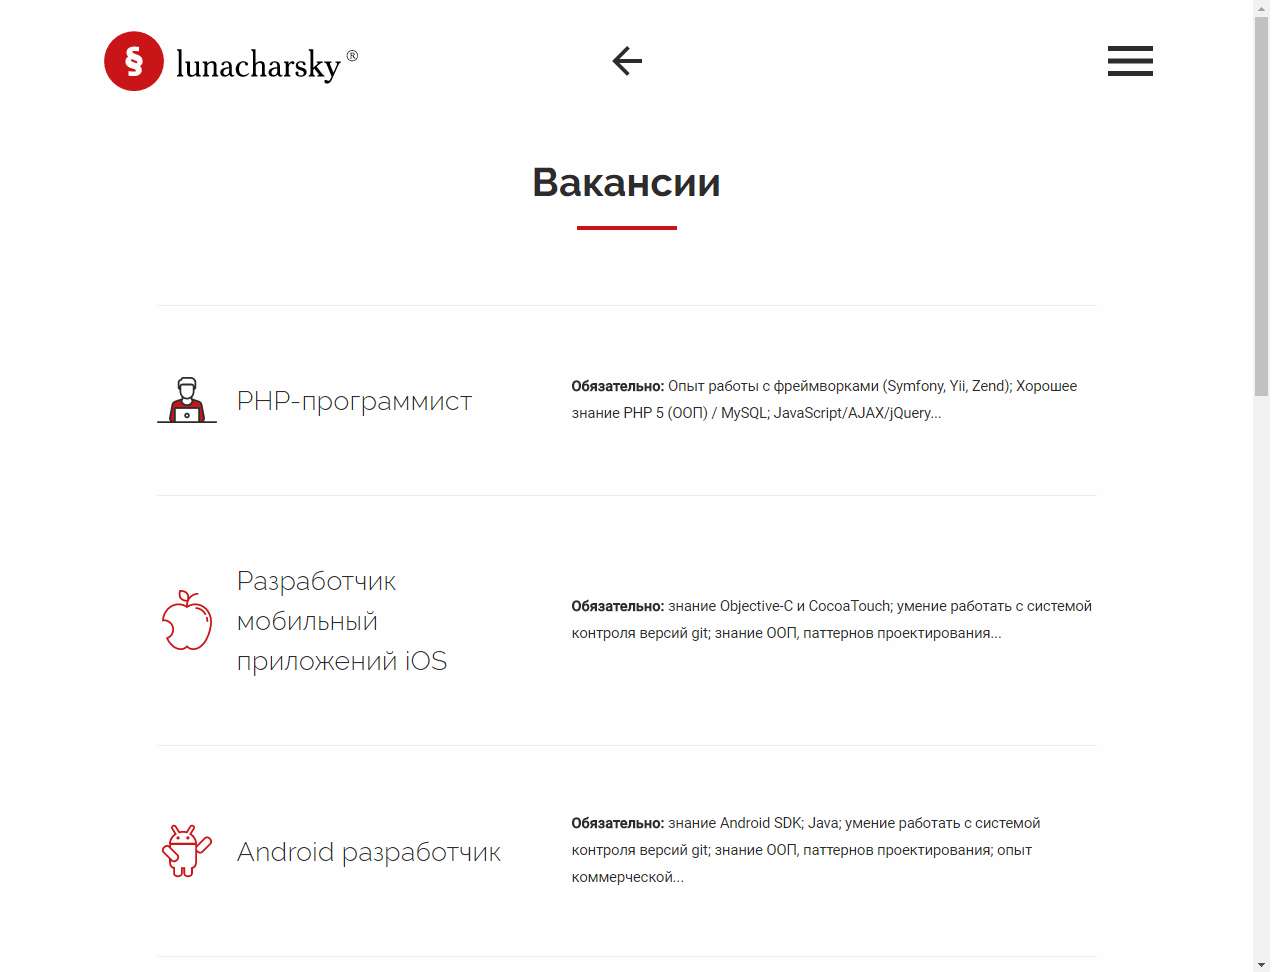 § lunacharsky ®
Вакансии
PHP-программист
Обязательно: Опыт работы с фреймворками (Symfony, Yii, Zend); Хорошее
знание PHP 5 (ООП) / MySQL; JavaScript/AJAX/jQuery...
Разработчик
мобильный
приложений iOS
Обязательно: знание Objective-C и CocoaTouch; умение работать с системой
контроля версий git; знание ООП, паттернов проектирования...
Android разработчик
Обязательно: знание Android SDK; Java; умение работать с системой
контроля версий git; знание ООП, паттернов проектирования; опыт
коммерческой...